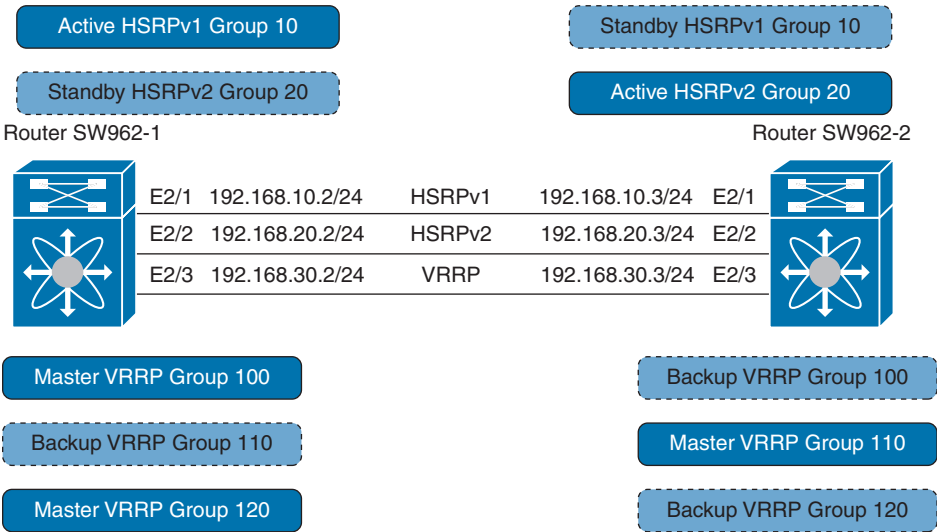 Active HSRPv1 Group 10
Standby HSRPv1 Group 10
Standby HSRPv2 Group 20
Active HSRPv2 Group 20
Router SW962-1
Router SW962-2
E2/1 192.168.10.2/24 HSRPv1 192.168.10.3/24 E2/1
E2/2 192.168.20.2/24 HSRPv2 192.168.20.3/24 E2/2
E2/3 192.168.30.2/24 VRRP 192.168.30.3/24 E2/3
Master VRRP Group 100
Backup VRRP Group 100
Backup VRRP Group 110
Master VRRP Group 110
Master VRRP Group 120
Backup VRRP Group 120